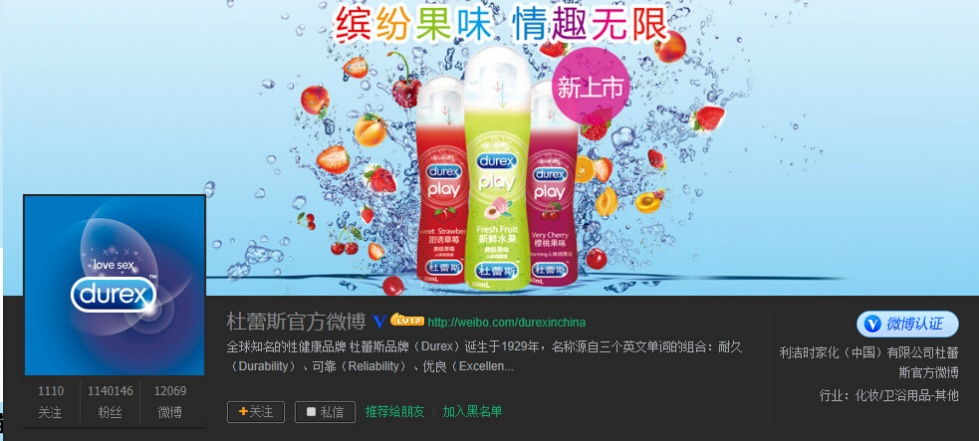 缤纷果味 情趣无限
新上市
durex
play
Sweet Strawberry
甜诱草莓
durex
play
Fresh Fruit
新鲜水果
杜蕾斯
durex
play
Very Cherry
樱桃果味
杜蕾斯
杜蕾斯
love sex
durex™
杜蕾斯官方微博 V LV12 http://weibo.com/durexinchina
全球知名的性健康品牌 杜蕾斯品牌（Durex）诞生于1929年，名称源自三个英文单词的组合：耐久
（Durability）、可靠（Reliability）、优良（Excellen...
+关注 私信 推荐给朋友 加入黑名单
1110 1140146 12069
关注 粉丝 微博
V 微博认证
利洁时家化（中国）有限公司杜蕾
斯官方微博
行业：化妆/卫浴用品-其他